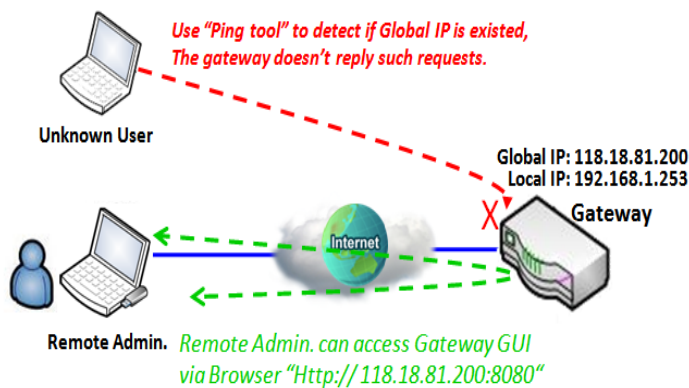 Use “Ping tool” to detect if Global IP is existed,
The gateway doesn’t reply such requests.
Unknown User
Global IP: 118.18.81.200
Local IP: 192.168.1.253
Gateway
Internet
Remote Admin.
Remote Admin. can access Gateway GUI
via Browser “Http:// 118.18.81.200:8080“